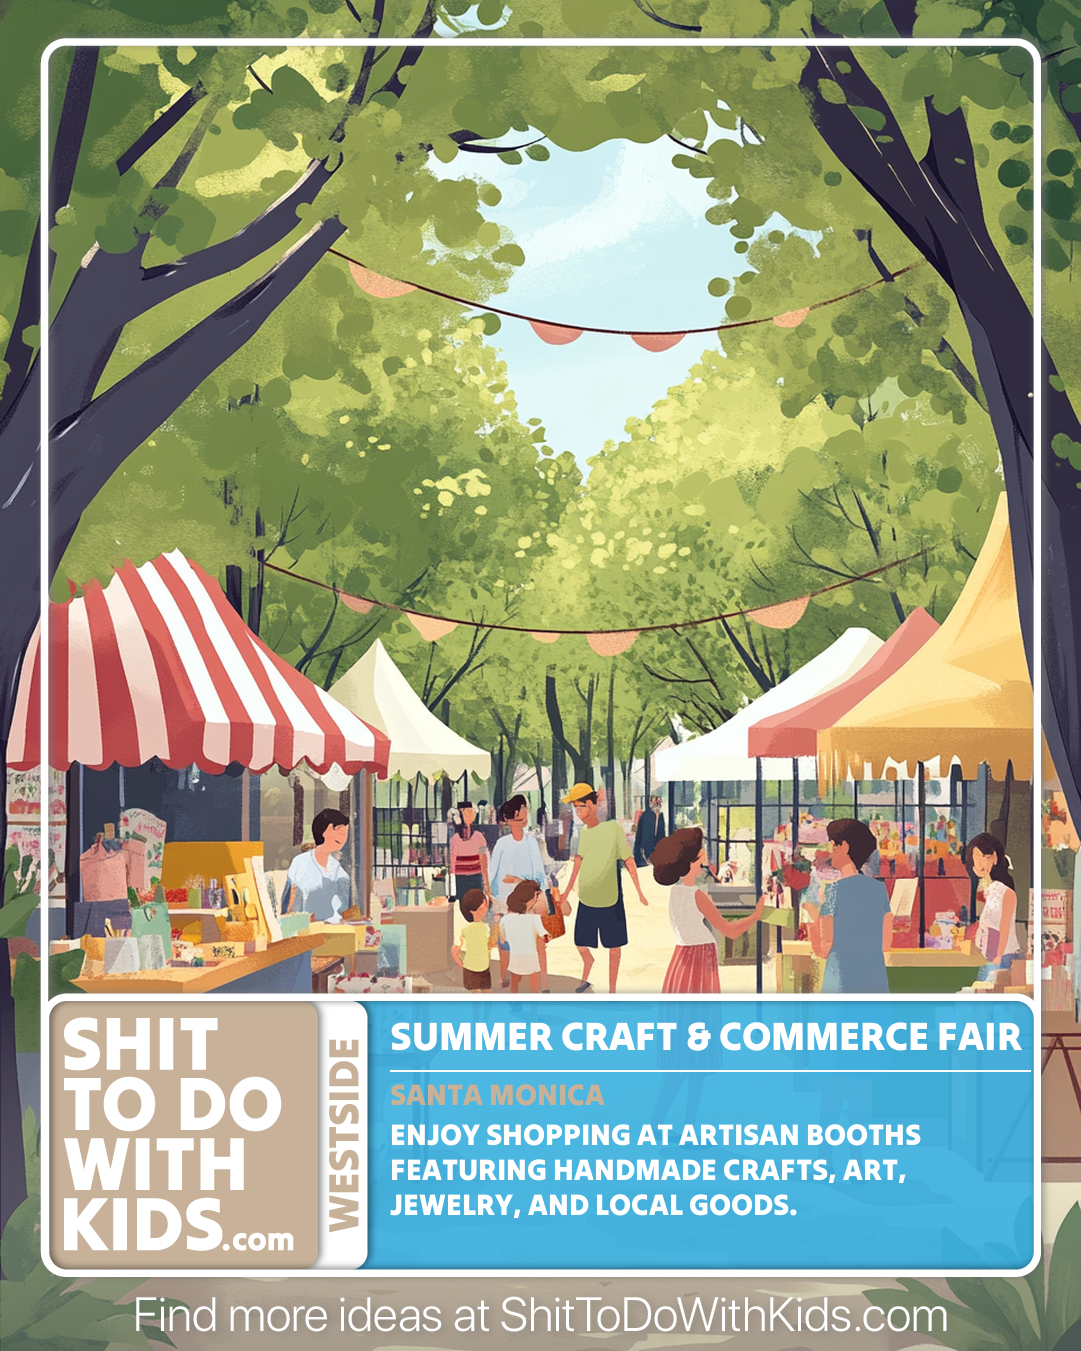 SHIT
TO DO
WITH
KIDS.com
WESTSIDE
SUMMER CRAFT & COMMERCE FAIR
SANTA MONICA
ENJOY SHOPPING AT ARTISAN BOOTHS
FEATURING HANDMADE CRAFTS, ART,
JEWELRY, AND LOCAL GOODS.
Find more ideas at ShitToDoWithKids.com